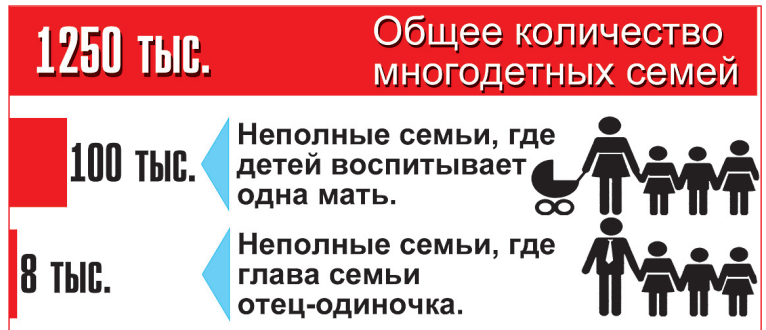 1250 тыс.
Общее количество
многодетных семей
100 тыс.
Неполные семьи, где
детей воспитывает
одна мать.
8 тыс.
Неполные семьи, где
глава семьи
отец-одиночка.